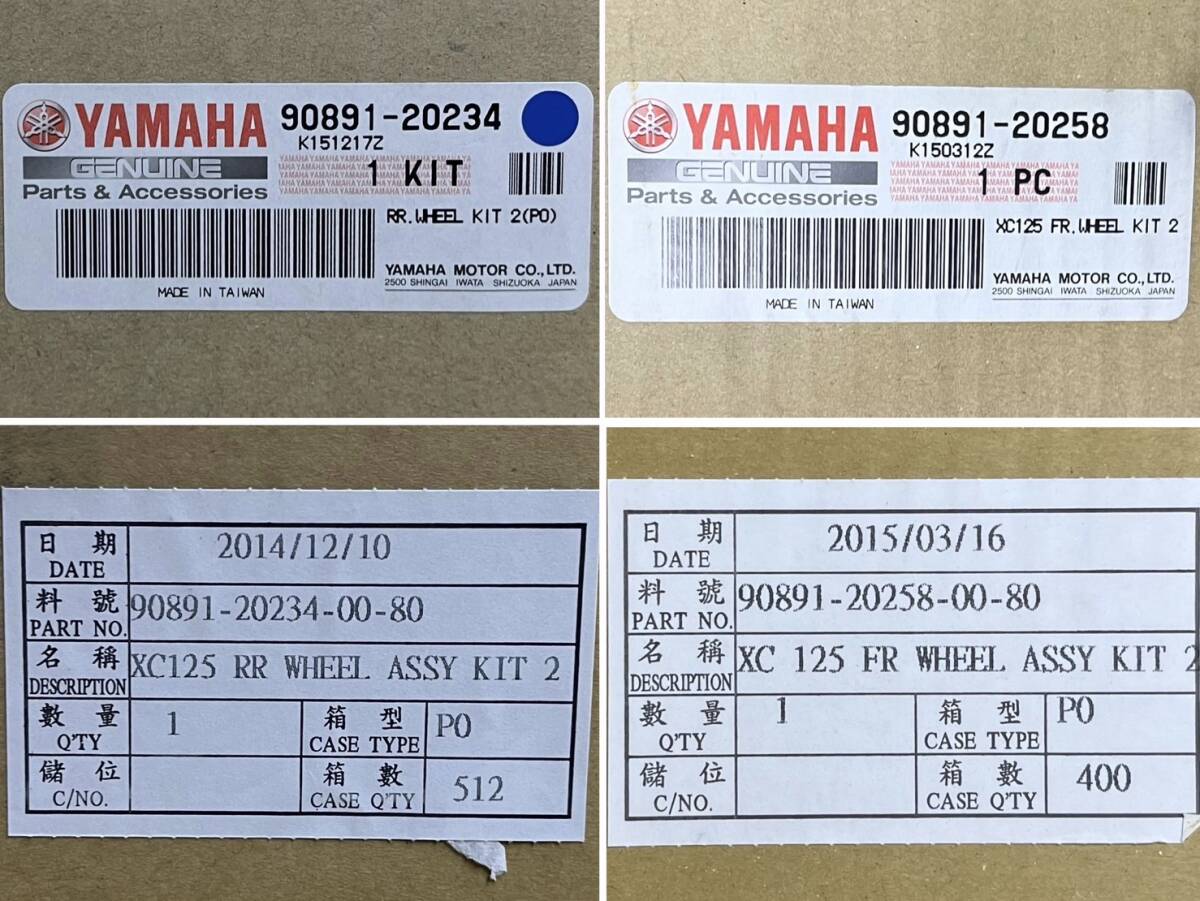 YAMAHA 90891-20234
K151217Z
GENUINE
1 KIT
Parts & Accessories
RR.WHEEL KIT 2(PO)
YAMAHA MOTOR CO.,LTD.
2500 SHINGAI IWATA SHIZUOKA JAPAN
MADE IN TAIWAN
YAMAHA 90891-20258
K150312Z
GENUINE
1 PC
Parts & Accessories
XC125 FR.WHEEL KIT 2
YAMAHA MOTOR CO.,LTD.
2500 SHINGAI IWATA SHIZUOKA JAPAN
MADE IN TAIWAN
日期 DATE 2014/12/10
料號 PART NO. 90891-20234-00-80
名稱 DESCRIPTION XC125 RR WHEEL ASSY KIT 2
數量 Q'TY 1 箱型 CASE TYPE P0
儲位 C/NO. 箱數 CASE Q'TY 512
日期 DATE 2015/03/16
料號 PART NO. 90891-20258-00-80
名稱 DESCRIPTION XC 125 FR WHEEL ASSY KIT 2
數量 Q'TY 1 箱型 CASE TYPE P0
儲位 C/NO. 箱數 CASE Q'TY 400